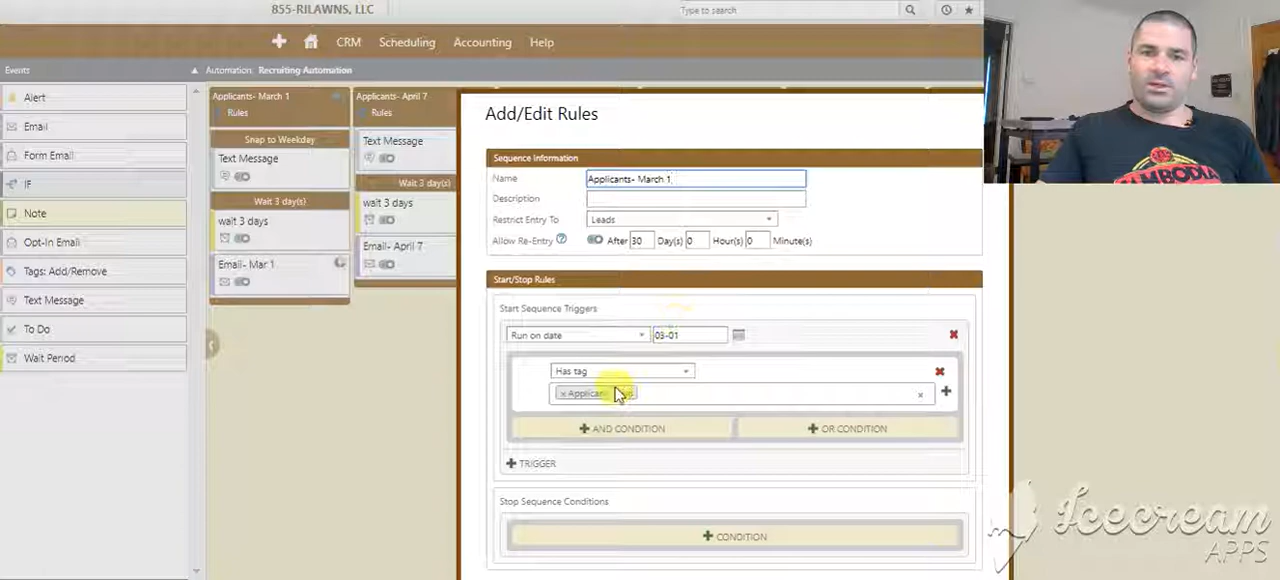 855-RILAWNS, LLC
Type to search
CRM Scheduling Accounting Help
Events
Automation: Recruiting Automation
Alert
Email
Form Email
IF
Note
Opt-In Email
Tags: Add/Remove
Text Message
To Do
Wait Period
Applicants- March 1
Rules
Snap to Weekday
Text Message
Wait 3 day(s)
wait 3 days
Email- Mar 1
Applicants- April 7
Rules
Text Message
Wait 3 day(s)
wait 3 days
Email- April 7
Add/Edit Rules
Sequence Information
Name Applicants- March 1
Description
Restrict Entry To Leads
Allow Re-Entry ? After 30 Day(s) 0 Hour(s) 0 Minute(s)
Start/Stop Rules
Start Sequence Triggers
Run on date 03-01
Has tag
× Applican
AND CONDITION OR CONDITION
TRIGGER
Stop Sequence Conditions
CONDITION
CAMBODIA
Icecream
APPS